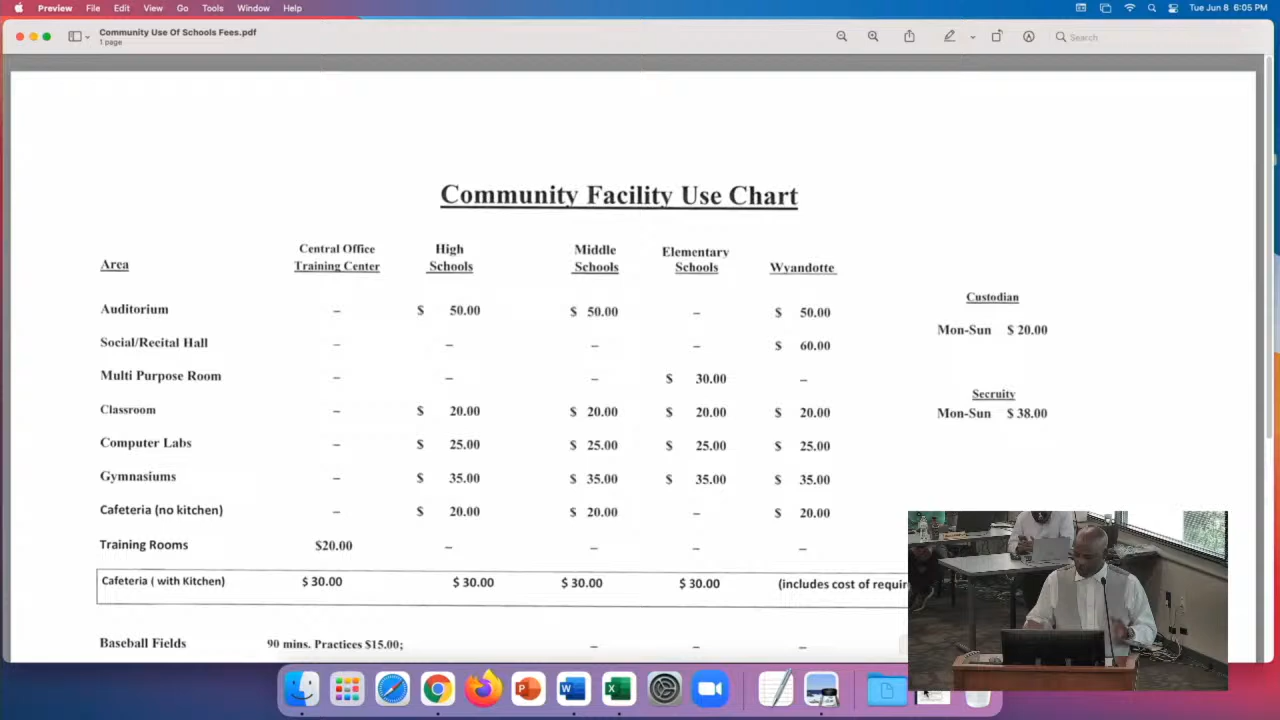 Preview File Edit View Go Tools Window Help Tue Jun 8 6:05 PM
Community Use Of Schools Fees.pdf
1 page
Search
Community Facility Use Chart
Area Central Office Training Center High Schools Middle Schools Elementary Schools Wyandotte
Custodian
Auditorium – $ 50.00 $ 50.00 – $ 50.00
Mon-Sun $ 20.00
Social/Recital Hall – – – – $ 60.00
Multi Purpose Room – – – $ 30.00 –
Secruity
Classroom – $ 20.00 $ 20.00 $ 20.00 $ 20.00
Mon-Sun $ 38.00
Computer Labs – $ 25.00 $ 25.00 $ 25.00 $ 25.00
Gymnasiums – $ 35.00 $ 35.00 $ 35.00 $ 35.00
Cafeteria (no kitchen) – $ 20.00 $ 20.00 – $ 20.00
Training Rooms $20.00 – – – –
Cafeteria ( with Kitchen) $ 30.00 $ 30.00 $ 30.00 $ 30.00 (includes cost of requir
Baseball Fields 90 mins. Practices $15.00; – – –